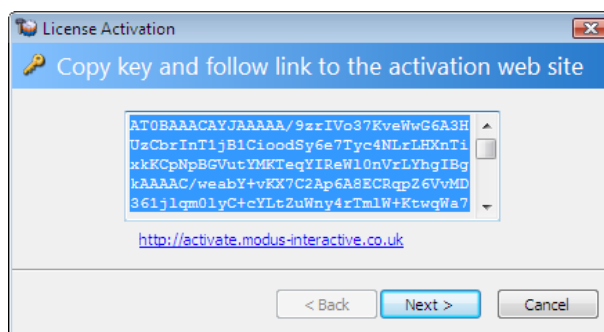 License Activation
Copy key and follow link to the activation web site
AT0BAAACAYJAAAAA/9zrIVo37KveWwG6A3H
UzCbrInT1jB1CioodSy6e7Tyc4NLrLHXnTi
xkKCpNpBGVutYMKTeqYIReWl0nVrLYhgIBg
kAAAAC/weabY+vKX7C2Ap6A8ECRqpZ6VvMD
361jlqm0lyC+cYLtZuWny4rTmlW+KtwqWa7
http://activate.modus-interactive.co.uk
< Back
Next >
Cancel